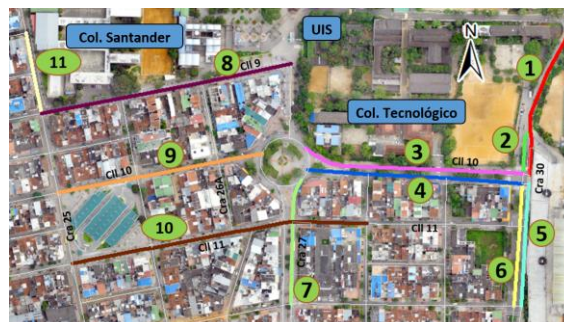 Col. Santander
UIS
N
11
8
Cll 9
1
Col. Tecnológico
2
9
3
Cll 10
Cll 10
Cra 30
4
Cra 26A
Cra 25
10
Cll 11
Cll 11
5
Cra 27
6
7